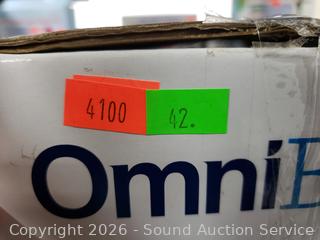 4100 42.
Omni
Copyright 2026 - Sound Auction Service